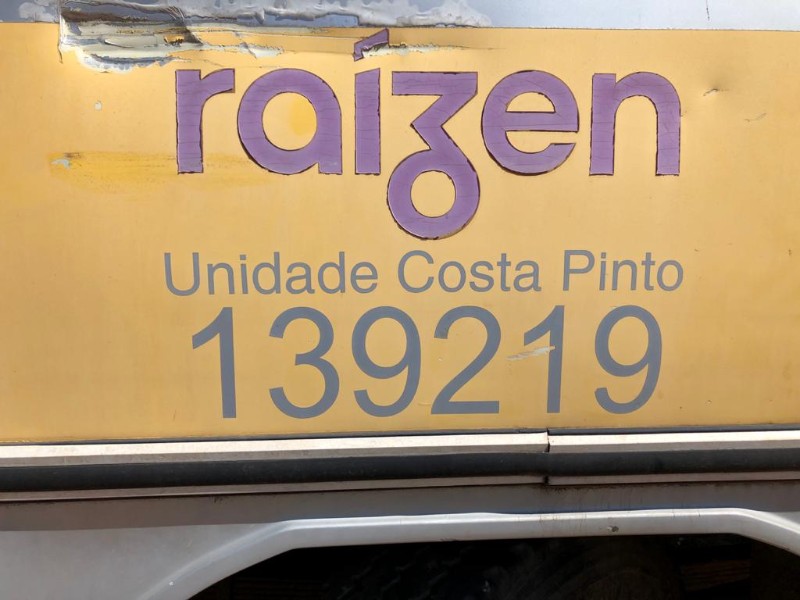 raízen
Unidade Costa Pinto
139219